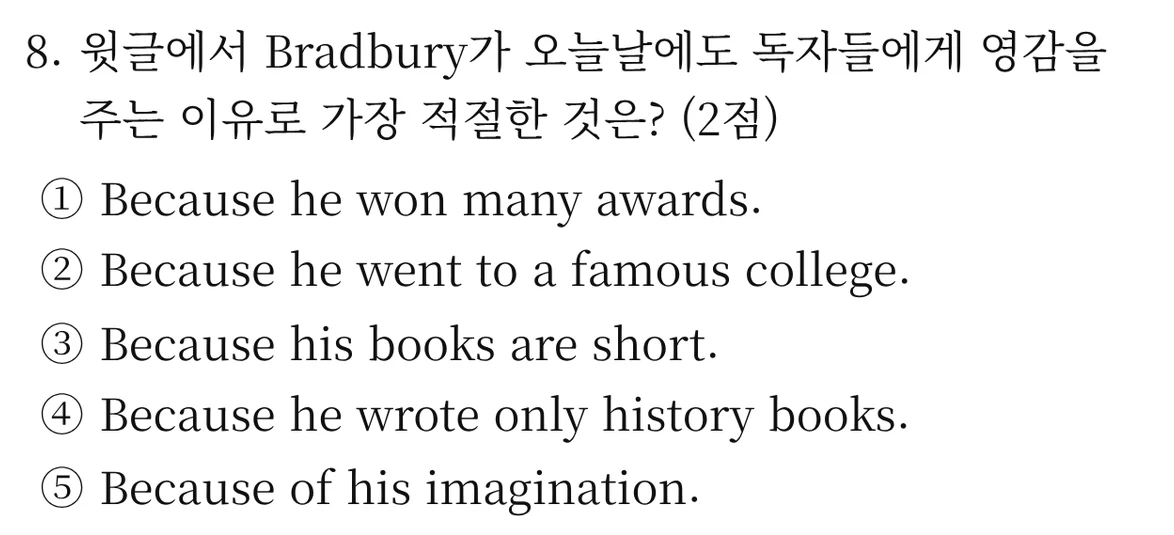 8. 윗글에서 Bradbury가 오늘날에도 독자들에게 영감을
주는 이유로 가장 적절한 것은? (2점)
① Because he won many awards.
② Because he went to a famous college.
③ Because his books are short.
④ Because he wrote only history books.
⑤ Because of his imagination.